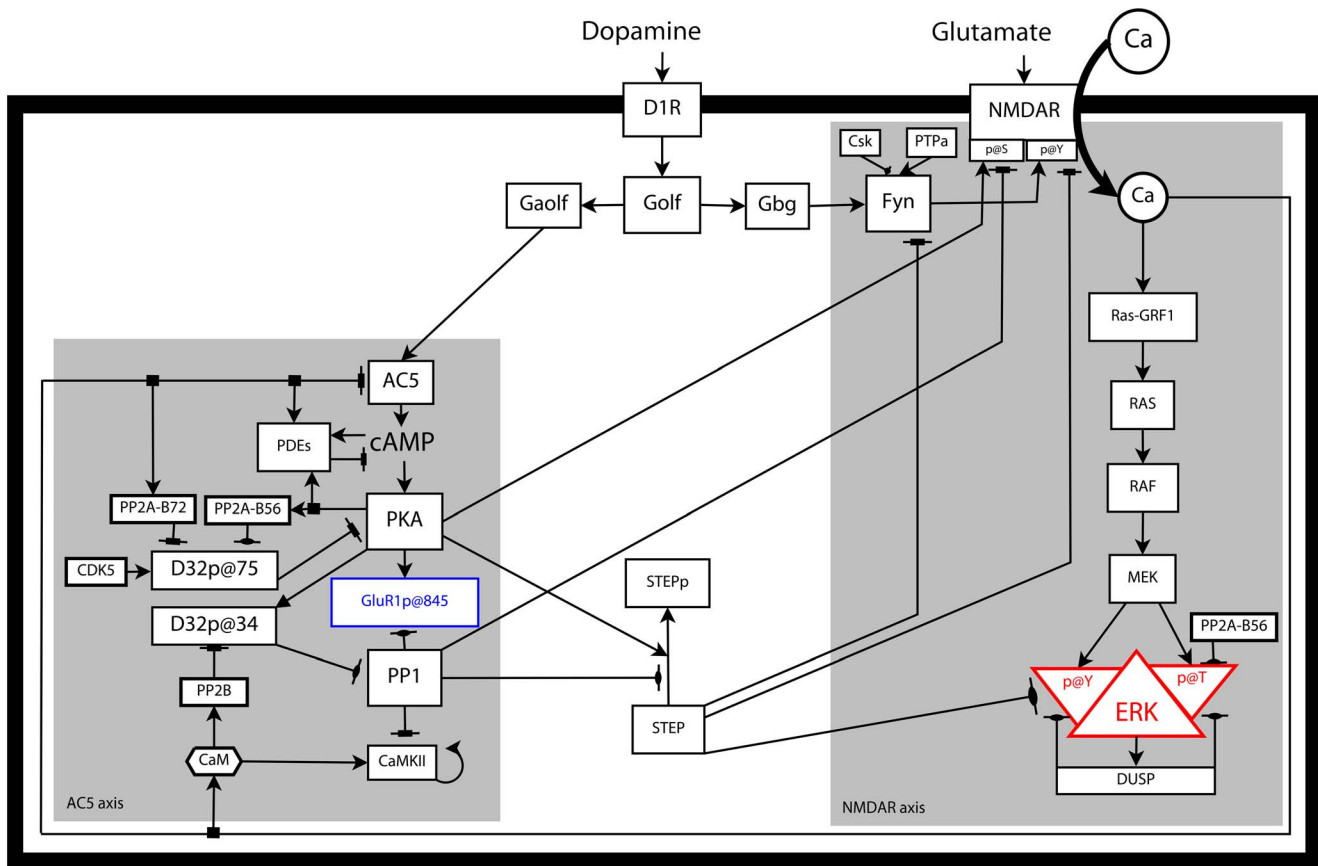 Dopamine
Glutamate
Ca
D1R
NMDAR
Csk
PTPa
p@S
p@Y
Gaolf
Golf
Gbg
Fyn
Ca
Ras-GRF1
AC5
RAS
PDEs
cAMP
RAF
PP2A-B72
PP2A-B56
PKA
CDK5
D32p@75
STEPp
MEK
GluR1p@845
D32p@34
PP2A-B56
PP1
p@Y
p@T
PP2B
ERK
STEP
CaM
CaMKII
DUSP
AC5 axis
NMDAR axis